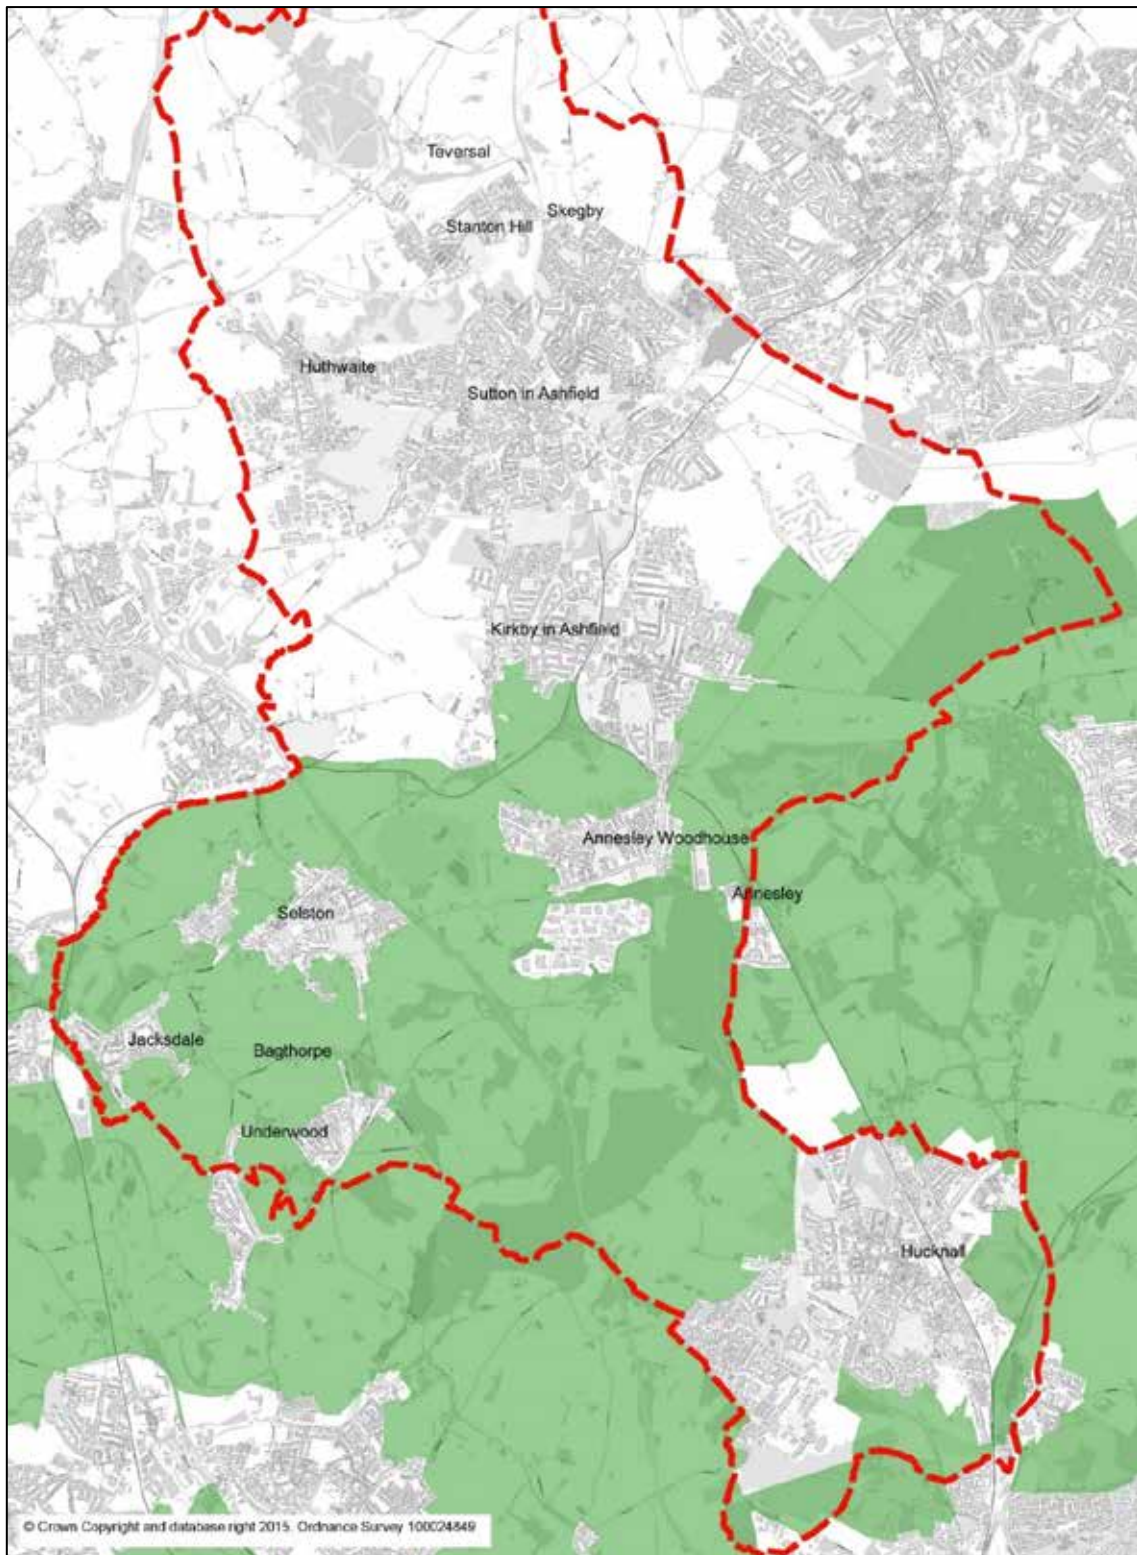 Teversal
Skegby
Stanton Hill
Huthwaite
Sutton in Ashfield
Kirkby in Ashfield
Annesley Woodhouse
Annesley
Selston
Jacksdale
Bagthorpe
Underwood
Hucknall
© Crown Copyright and database right 2015. Ordnance Survey 100024849